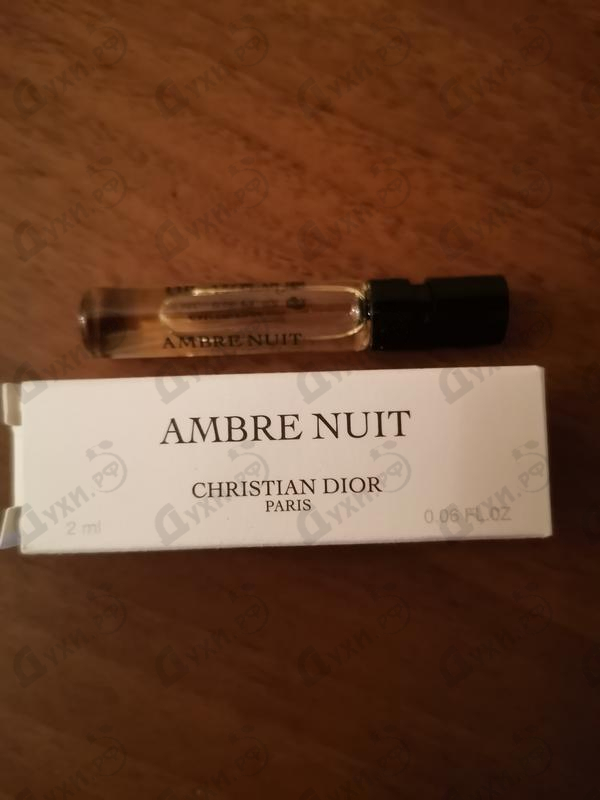 AMBRE NUIT
AMBRE NUIT
CHRISTIAN DIOR
PARIS
2 ml
0.06 FL.OZ
Духи.РФ